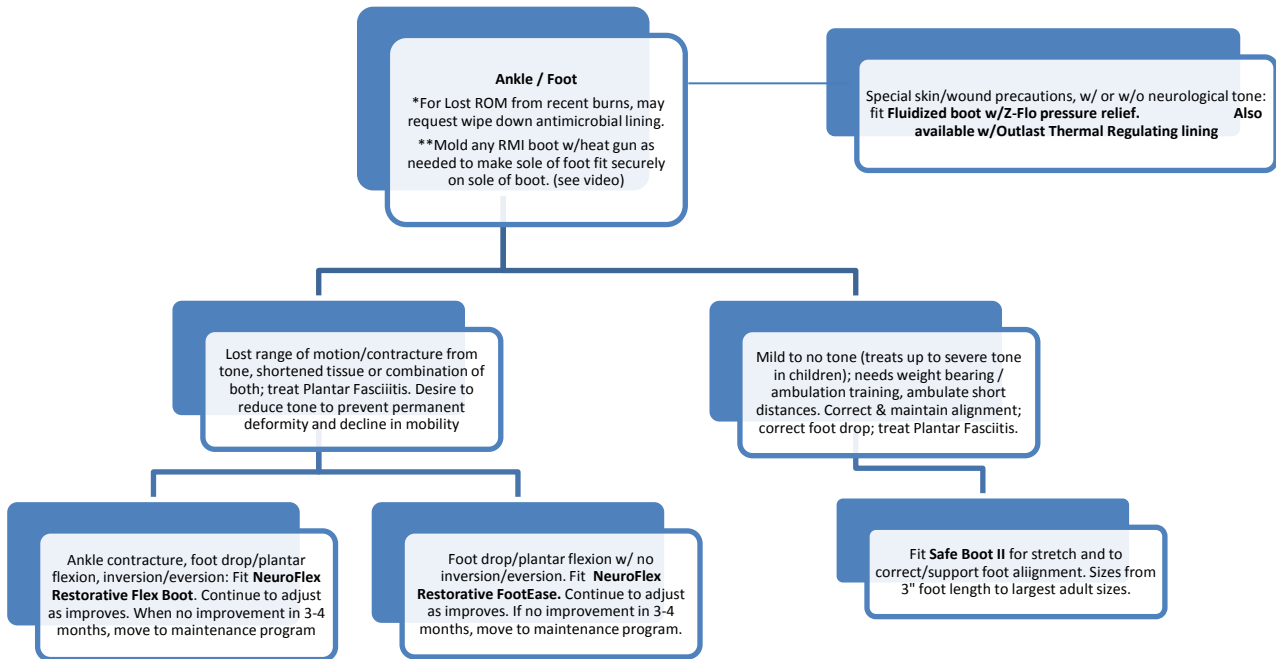 Ankle / Foot
*For Lost ROM from recent burns, may
request wipe down antimicrobial lining.
**Mold any RMI boot w/heat gun as
needed to make sole of foot fit securely
on sole of boot. (see video)
Special skin/wound precautions, w/ or w/o neurological tone:
fit Fluidized boot w/Z-Flo pressure relief. Also
available w/Outlast Thermal Regulating lining
Lost range of motion/contracture from
tone, shortened tissue or combination of
both; treat Plantar Fasciiitis. Desire to
reduce tone to prevent permanent
deformity and decline in mobility
Mild to no tone (treats up to severe tone
in children); needs weight bearing /
ambulation training, ambulate short
distances. Correct & maintain alignment;
correct foot drop; treat Plantar Fasciitis.
Ankle contracture, foot drop/plantar
flexion, inversion/eversion: Fit NeuroFlex
Restorative Flex Boot. Continue to adjust
as improves. When no improvement in 3-4
months, move to maintenance program
Foot drop/plantar flexion w/ no
inversion/eversion. Fit NeuroFlex
Restorative FootEase. Continue to adjust
as improves. If no improvement in 3-4
months, move to maintenance program.
Fit Safe Boot II for stretch and to
correct/support foot aliignment. Sizes from
3" foot length to largest adult sizes.